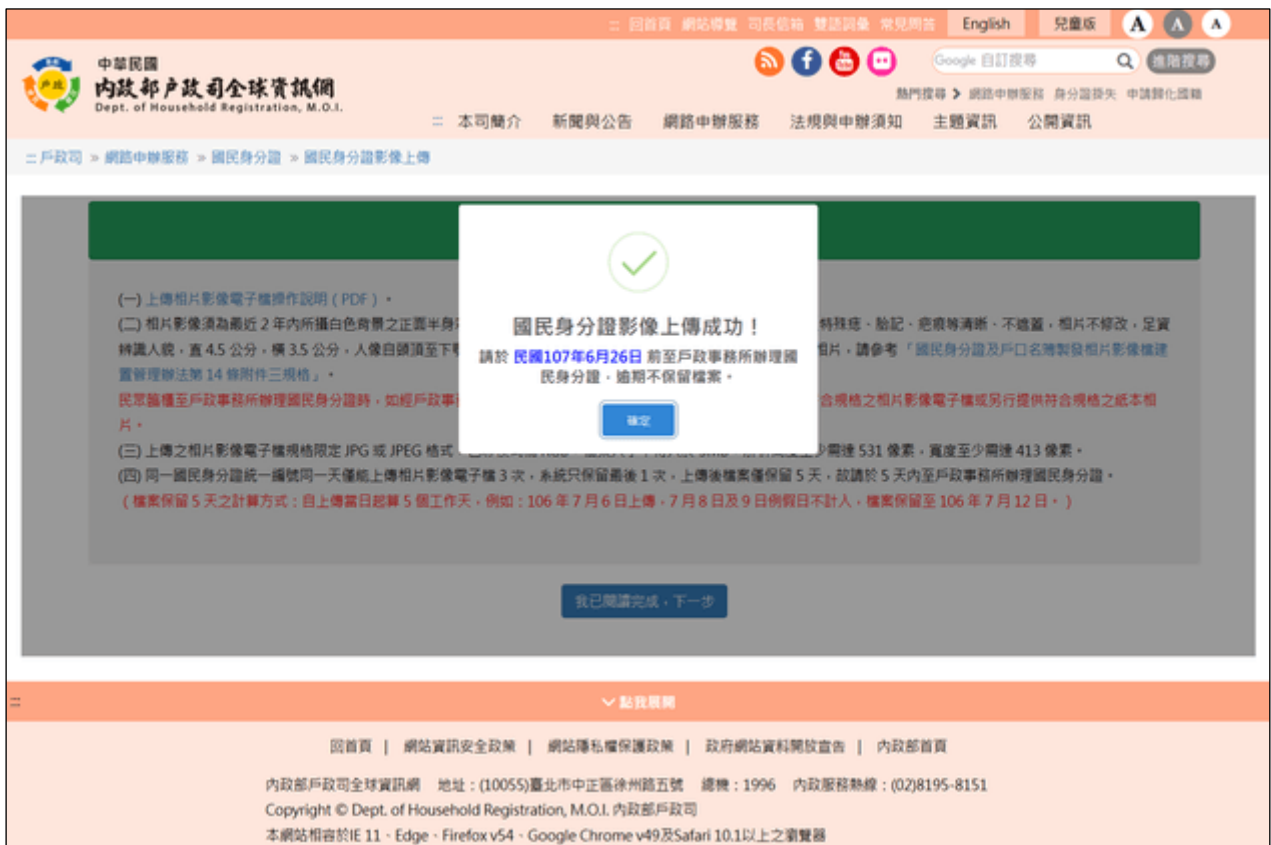 ::: 回首頁 網站導覽 司長信箱 雙語詞彙 常見問答 English 兒童版 A A A
中華民國
內政部戶政司全球資訊網
Dept. of Household Registration, M.O.I.
Google 自訂搜尋 進階搜尋
熱門搜尋 > 網路申辦服務 身分證掛失 申請歸化國籍
::: 本司簡介 新聞與公告 網路申辦服務 法規與申辦須知 主題資訊 公開資訊
::: 戶政司 » 網路申辦服務 » 國民身分證 » 國民身分證影像上傳
國民身分證影像上傳成功！
請於 民國107年6月26日 前至戶政事務所辦理國
民身分證，逾期不保留檔案。
確定
(一) 上傳相片影像電子檔操作說明（PDF）。
(二) 相片影像須為最近 2 年內所攝白色背景之正面半身 特殊痣、胎記、疤痕等清晰、不遮蓋，相片不修改，足資
辨識人貌，直 4.5 公分，橫 3.5 公分，人像自頭頂至下 相片，請參考「國民身分證及戶口名簿製發相片影像檔建
置管理辦法第 14 條附件三規格」。
民眾臨櫃至戶政事務所辦理國民身分證時，如經戶政事 合規格之相片影像電子檔或另行提供符合規格之紙本相
片。
(三) 上傳之相片影像電子檔規格限定 JPG 或 JPEG 格式 需達 531 像素，寬度至少需達 413 像素。
(四) 同一國民身分證統一編號同一天僅能上傳相片影像電子檔 3 次，系統只保留最後 1 次，上傳後檔案僅保留 5 天，故請於 5 天內至戶政事務所辦理國民身分證。
（檔案保留 5 天之計算方式：自上傳當日起算 5 個工作天，例如：106 年 7 月 6 日上傳，7 月 8 日及 9 日例假日不計入，檔案保留至 106 年 7 月 12 日。）
我已閱讀完成，下一步
:::
點我展開
回首頁 | 網站資訊安全政策 | 網站隱私權保護政策 | 政府網站資料開放宣告 | 內政部首頁
內政部戶政司全球資訊網 地址：(10055)臺北市中正區徐州路五號 總機：1996 內政服務熱線：(02)8195-8151
Copyright © Dept. of Household Registration, M.O.I. 內政部戶政司
本網站相容於IE 11、Edge、Firefox v54、Google Chrome v49及Safari 10.1以上之瀏覽器